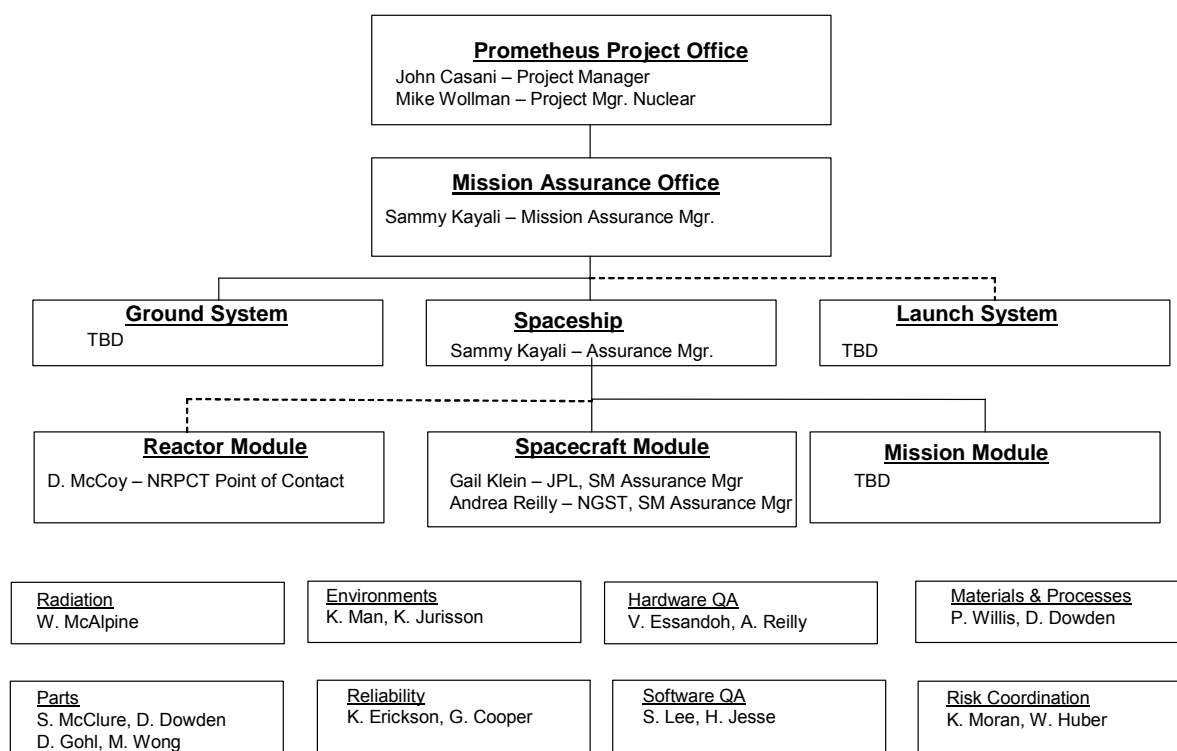 Prometheus Project Office
John Casani – Project Manager
Mike Wollman – Project Mgr. Nuclear
Mission Assurance Office
Sammy Kayali – Mission Assurance Mgr.
Ground System
TBD
Spaceship
Sammy Kayali – Assurance Mgr.
Launch System
TBD
Reactor Module
D. McCoy – NRPCT Point of Contact
Spacecraft Module
Gail Klein – JPL, SM Assurance Mgr
Andrea Reilly – NGST, SM Assurance Mgr
Mission Module
TBD
Radiation
W. McAlpine
Environments
K. Man, K. Jurisson
Hardware QA
V. Essandoh, A. Reilly
Materials & Processes
P. Willis, D. Dowden
Parts
S. McClure, D. Dowden
D. Gohl, M. Wong
Reliability
K. Erickson, G. Cooper
Software QA
S. Lee, H. Jesse
Risk Coordination
K. Moran, W. Huber